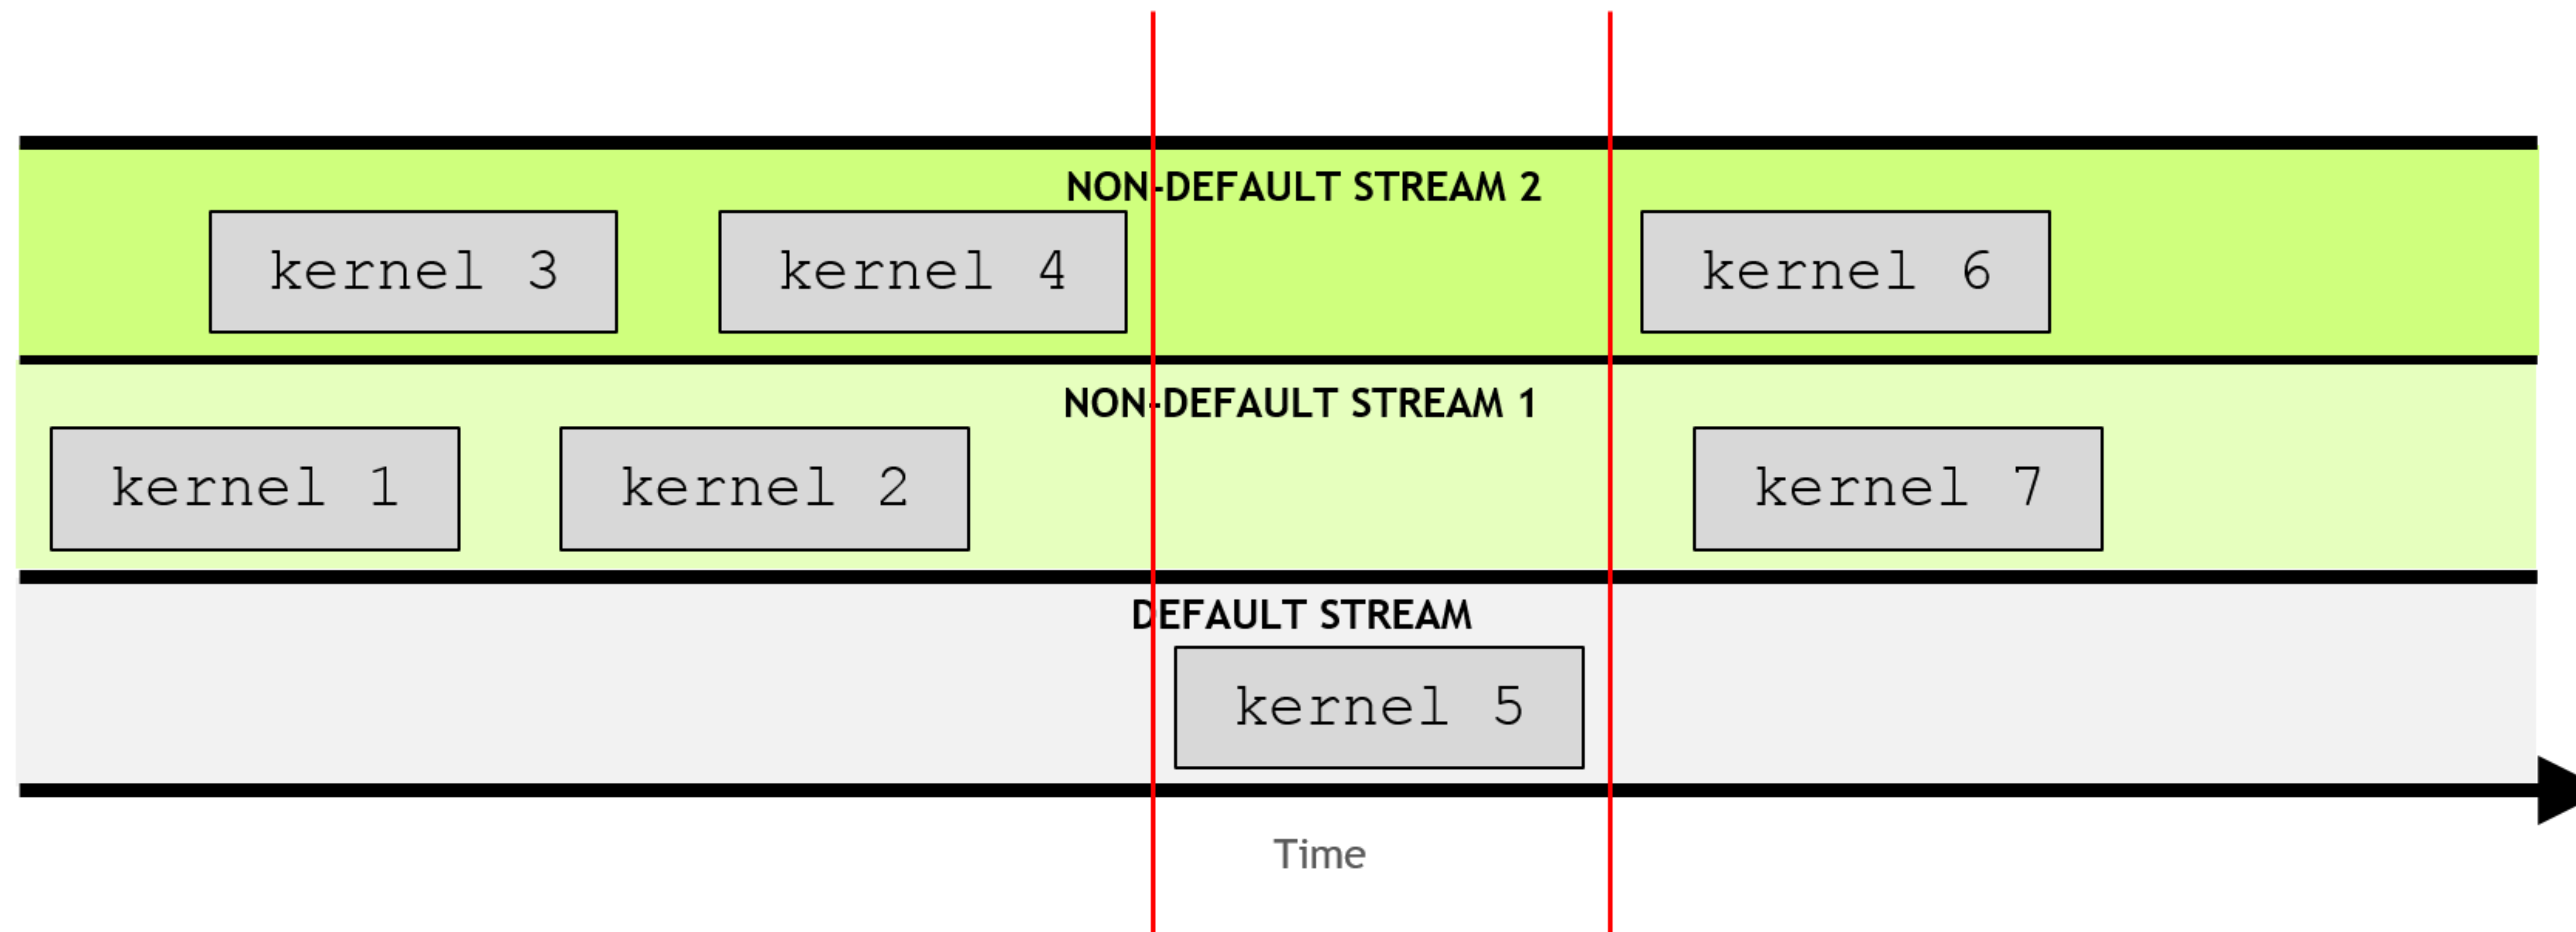 NON-DEFAULT STREAM 2
kernel 3
kernel 4
kernel 6
NON-DEFAULT STREAM 1
kernel 1
kernel 2
kernel 7
DEFAULT STREAM
kernel 5
Time